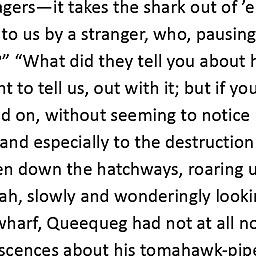 agers—it takes the shark out of ’e
to us by a stranger, who, pausing
?” “What did they tell you about h
nt to tell us, out with it; but if you
d on, without seeming to notice
and especially to the destruction
en down the hatchways, roaring u
ah, slowly and wonderingly looki
wharf, Queequeg had not at all no
scences about his tomahawk-pipe